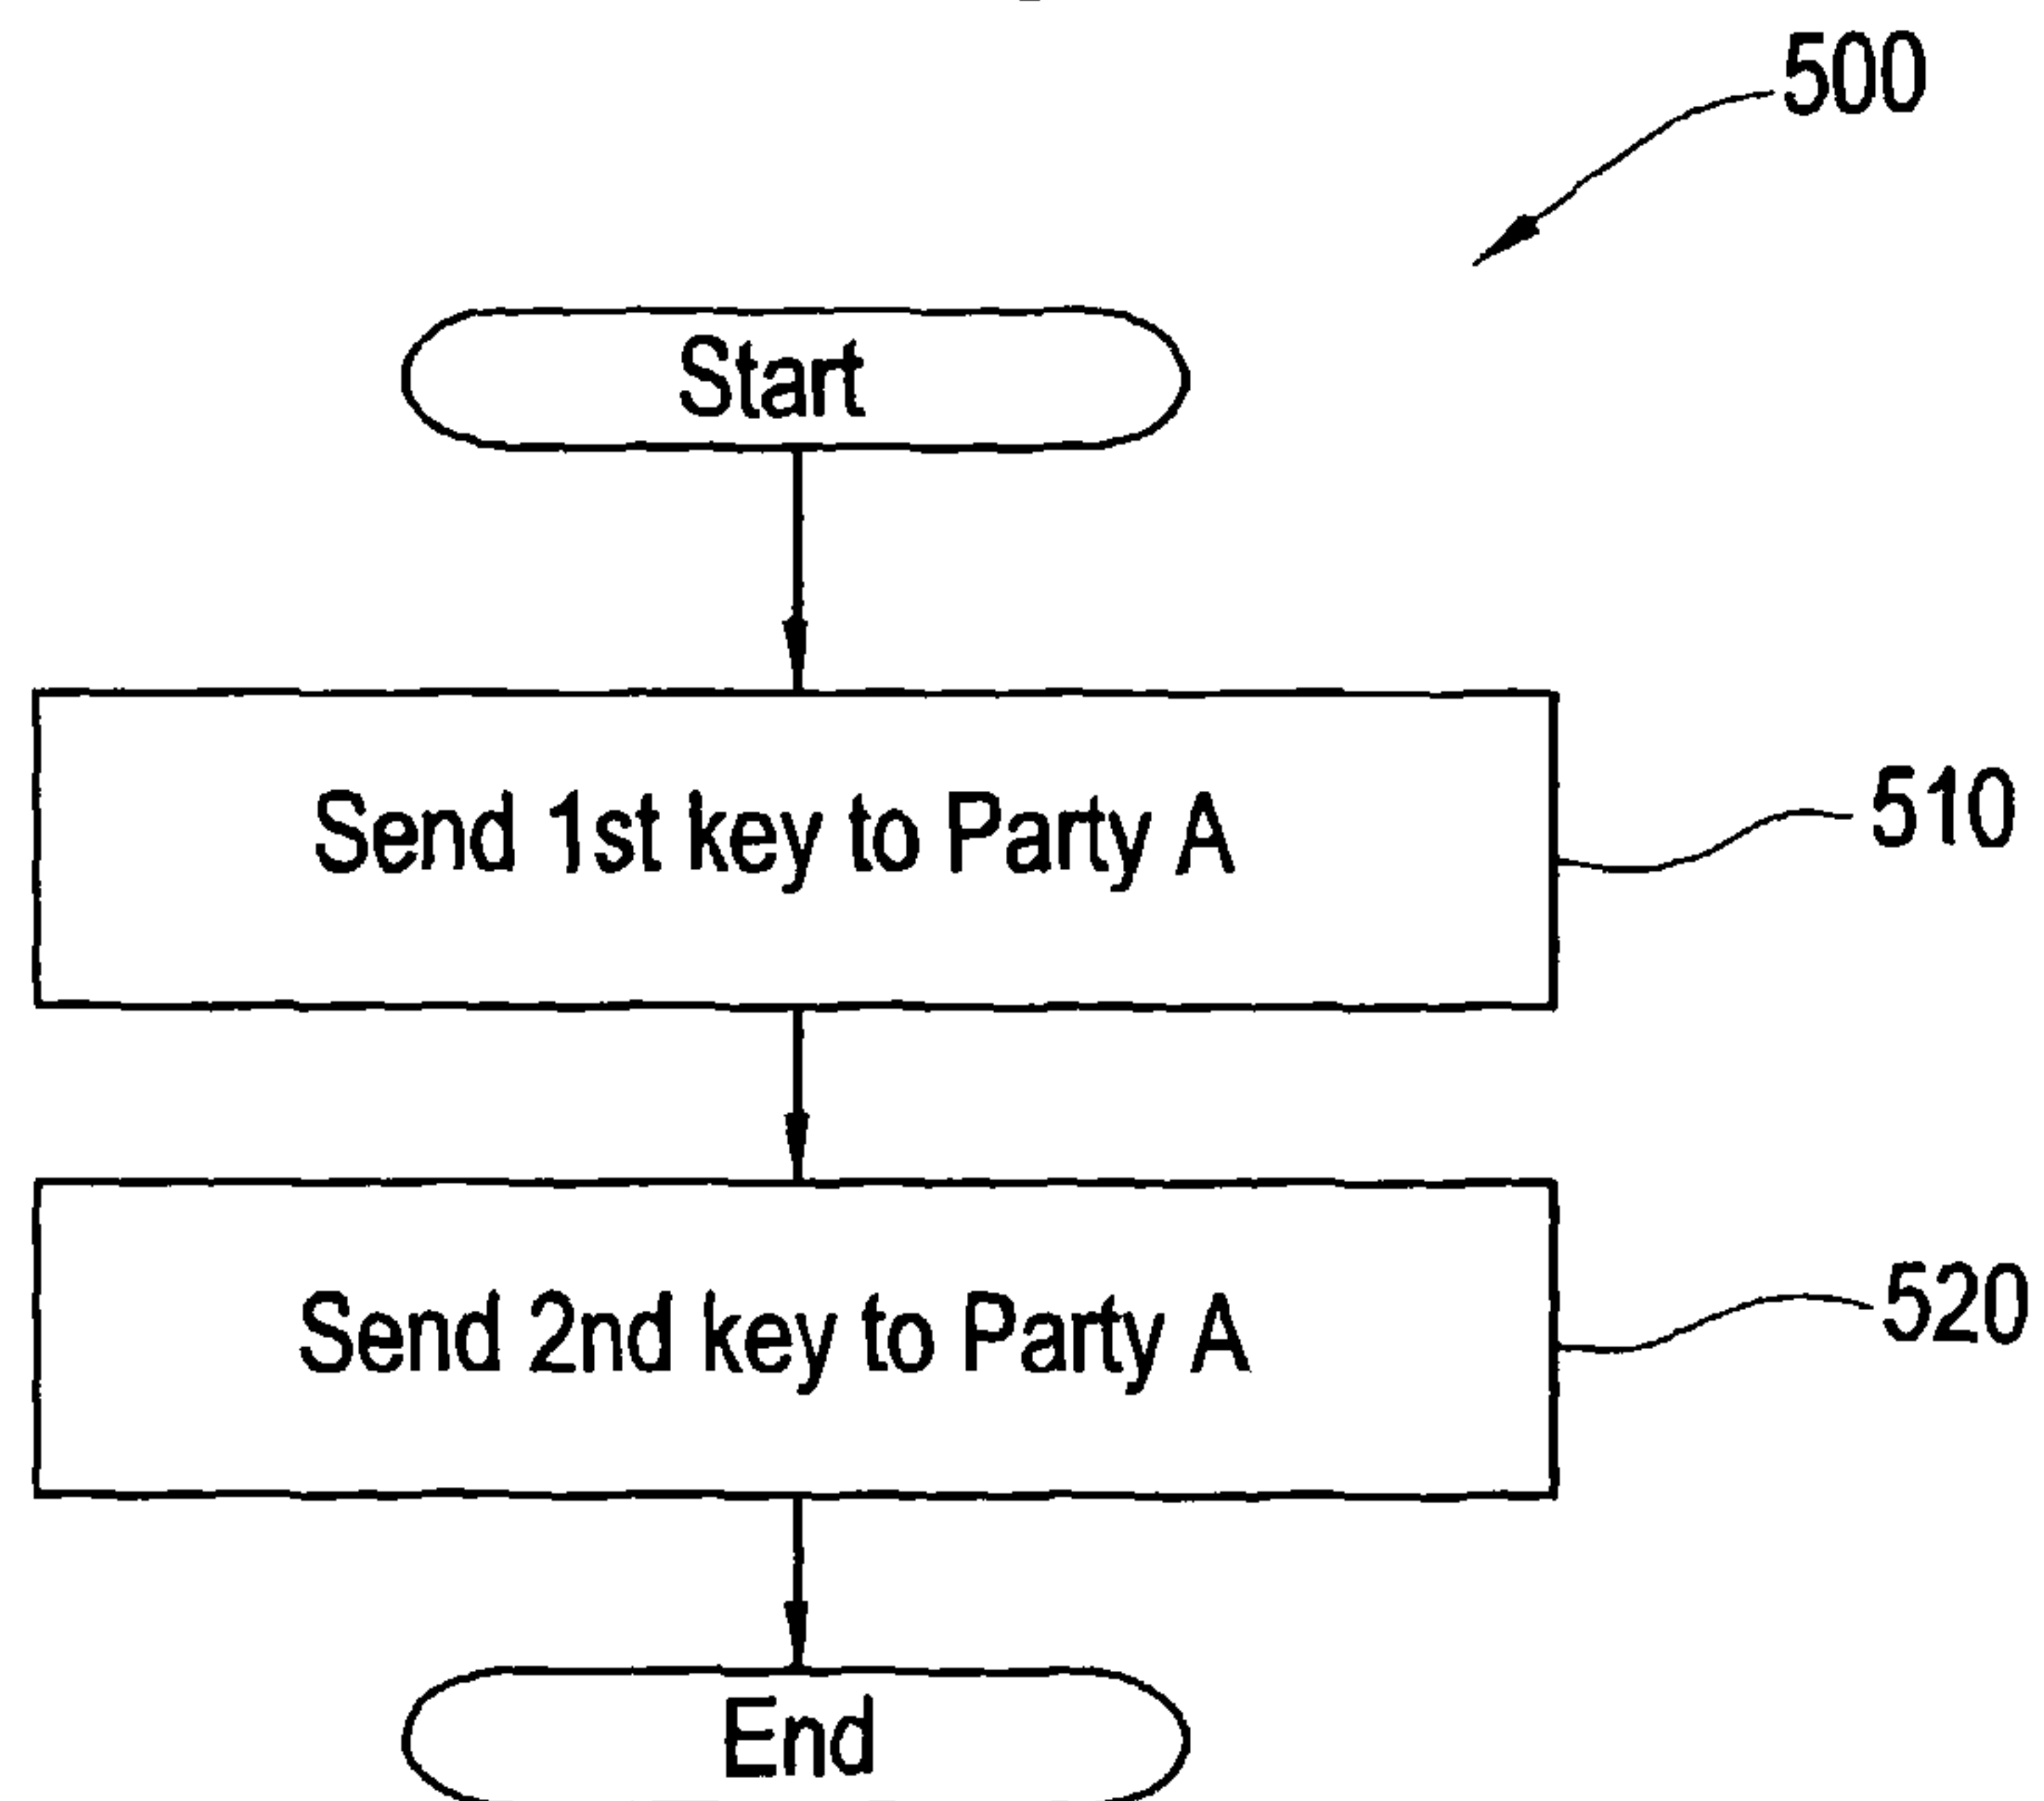 500
Start
Send 1st key to Party A
510
Send 2nd key to Party A
520
End